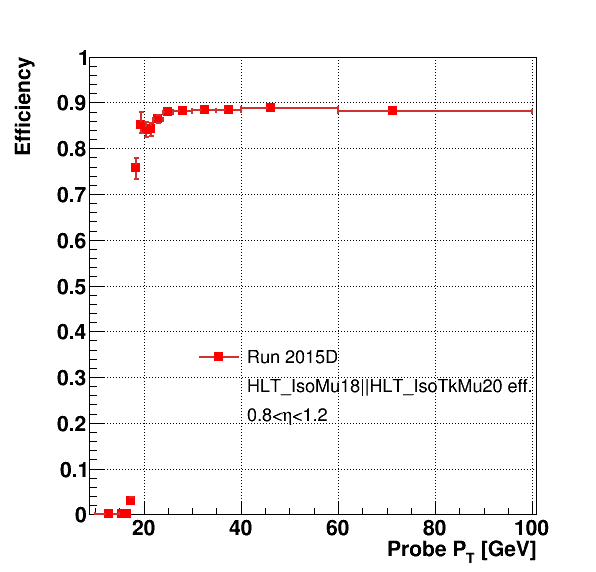 Efficiency
1
0.9
0.8
0.7
0.6
0.5
0.4
0.3
0.2
0.1
0
Run 2015D
HLT_IsoMu18||HLT_IsoTkMu20 eff.
0.8<η<1.2
20 40 60 80 100
Probe P_T [GeV]